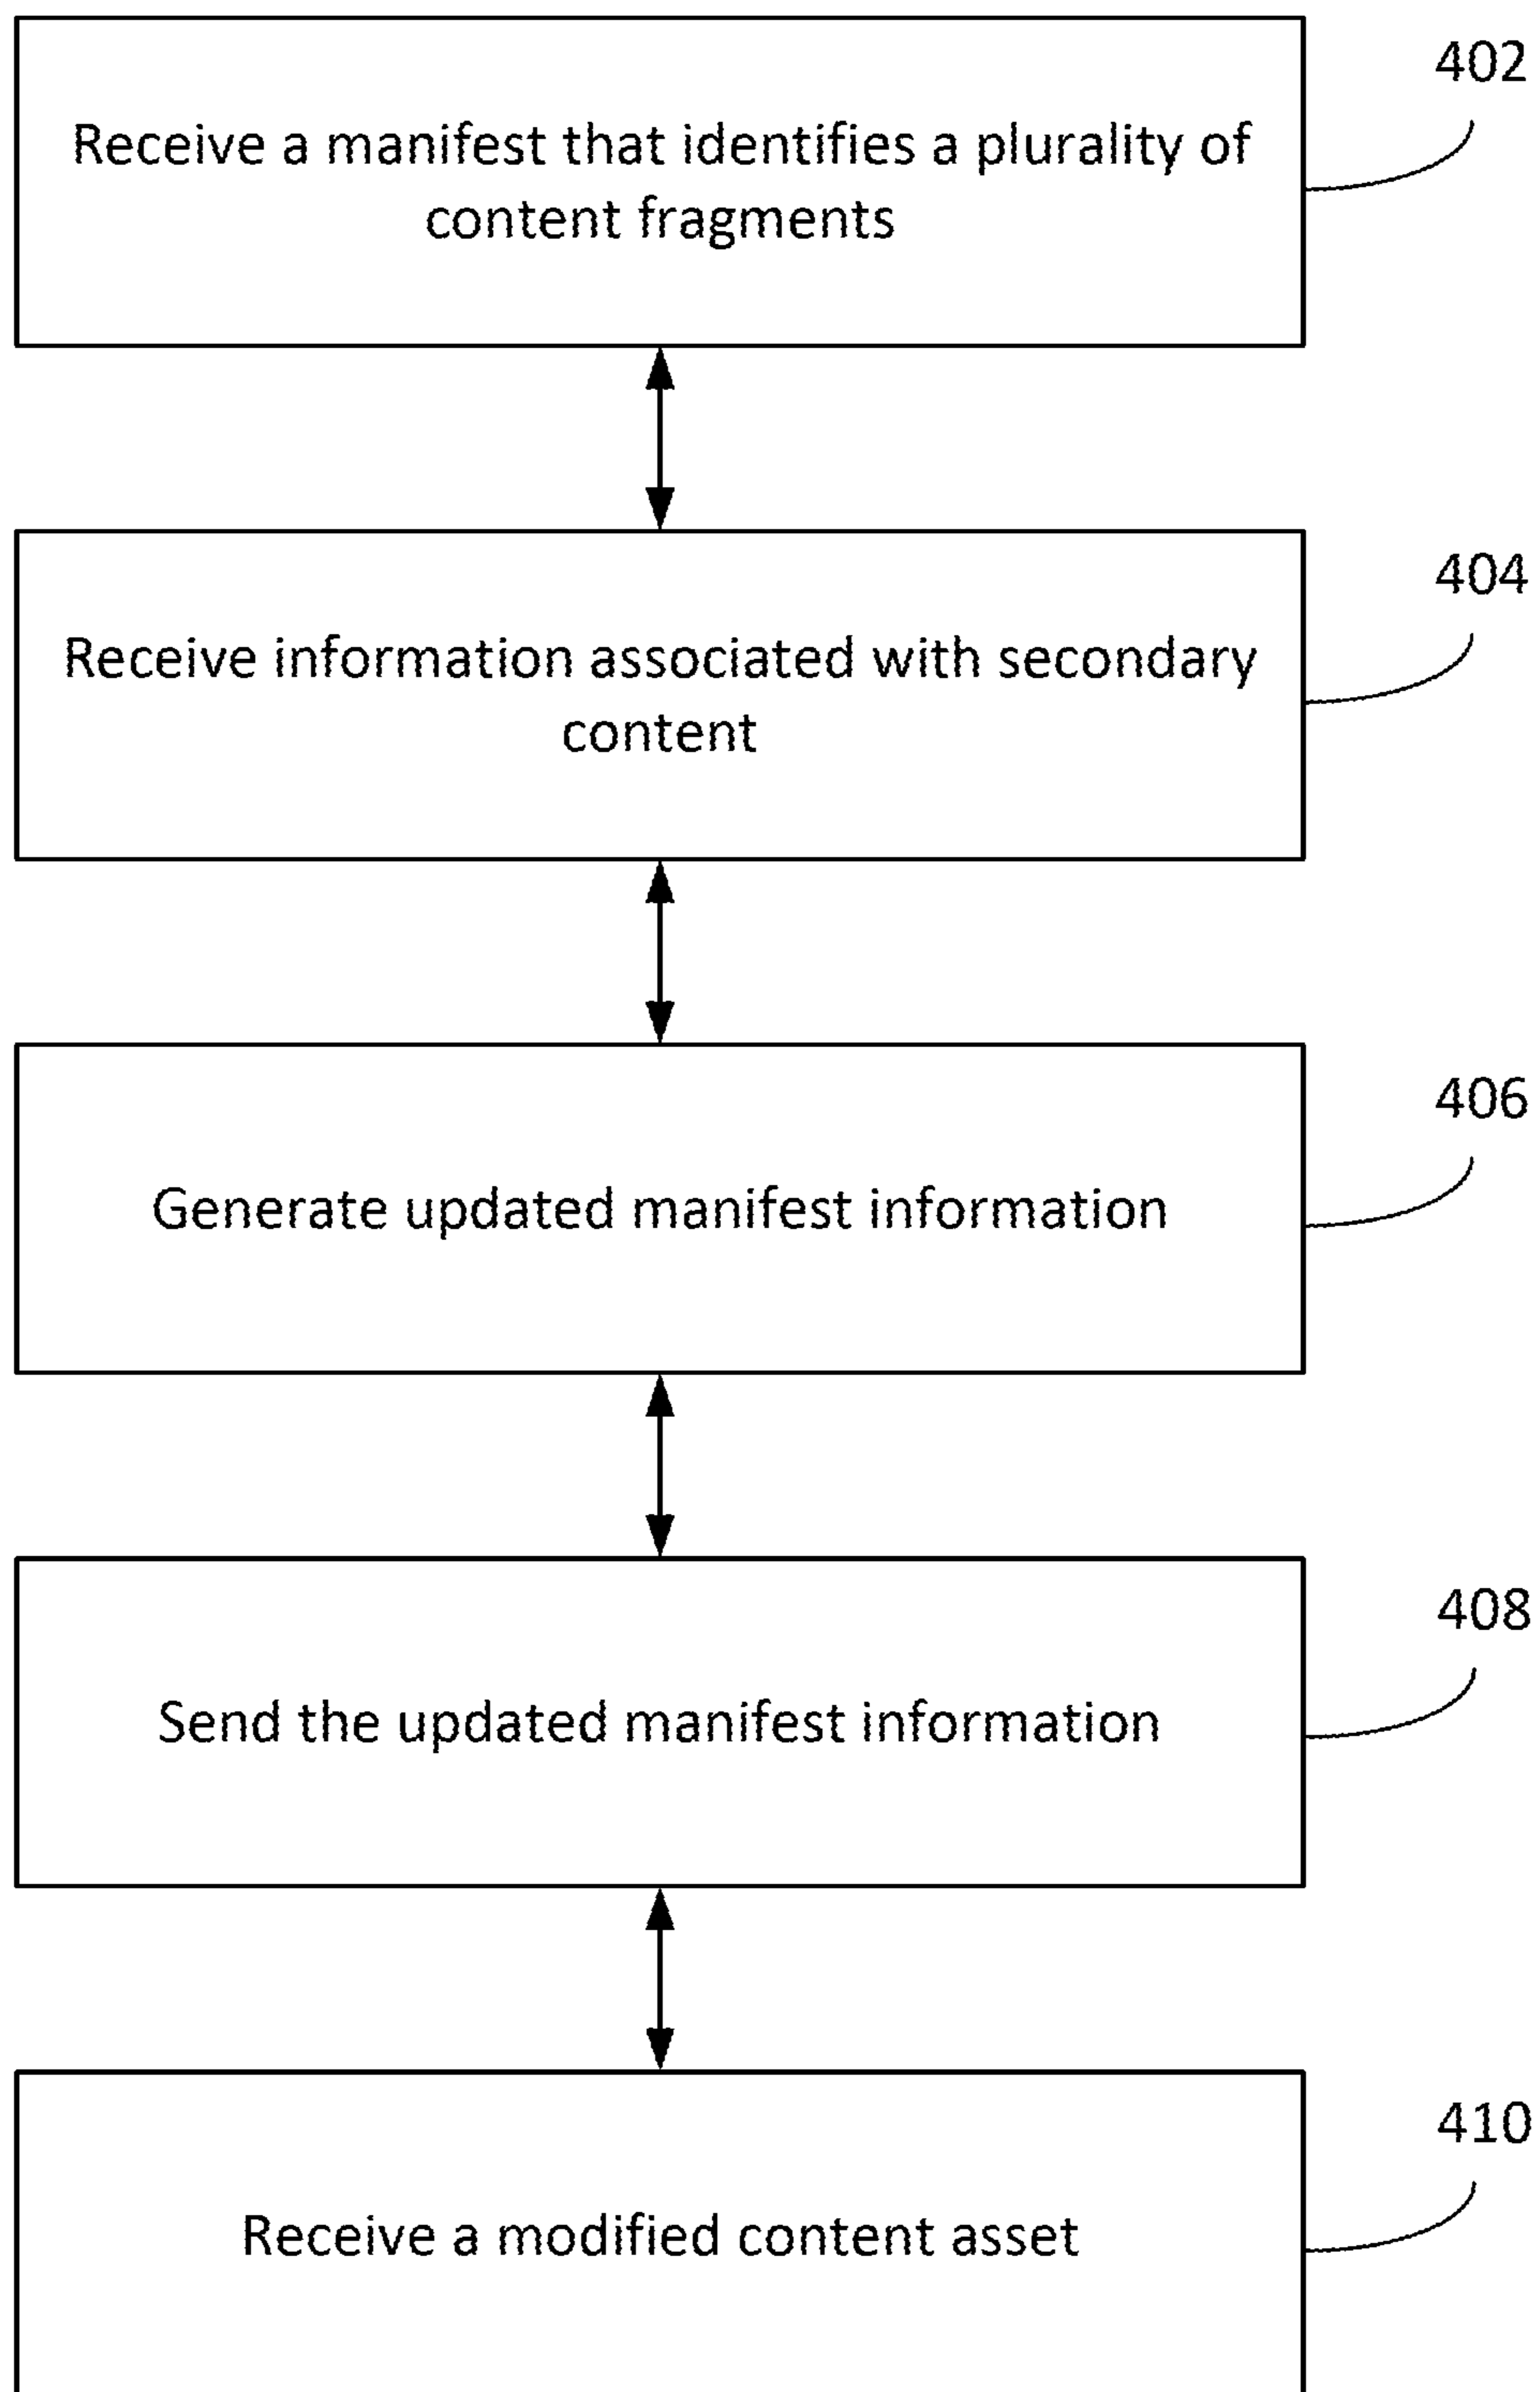 402
Receive a manifest that identifies a plurality of
content fragments
404
Receive information associated with secondary
content
406
Generate updated manifest information
408
Send the updated manifest information
410
Receive a modified content asset